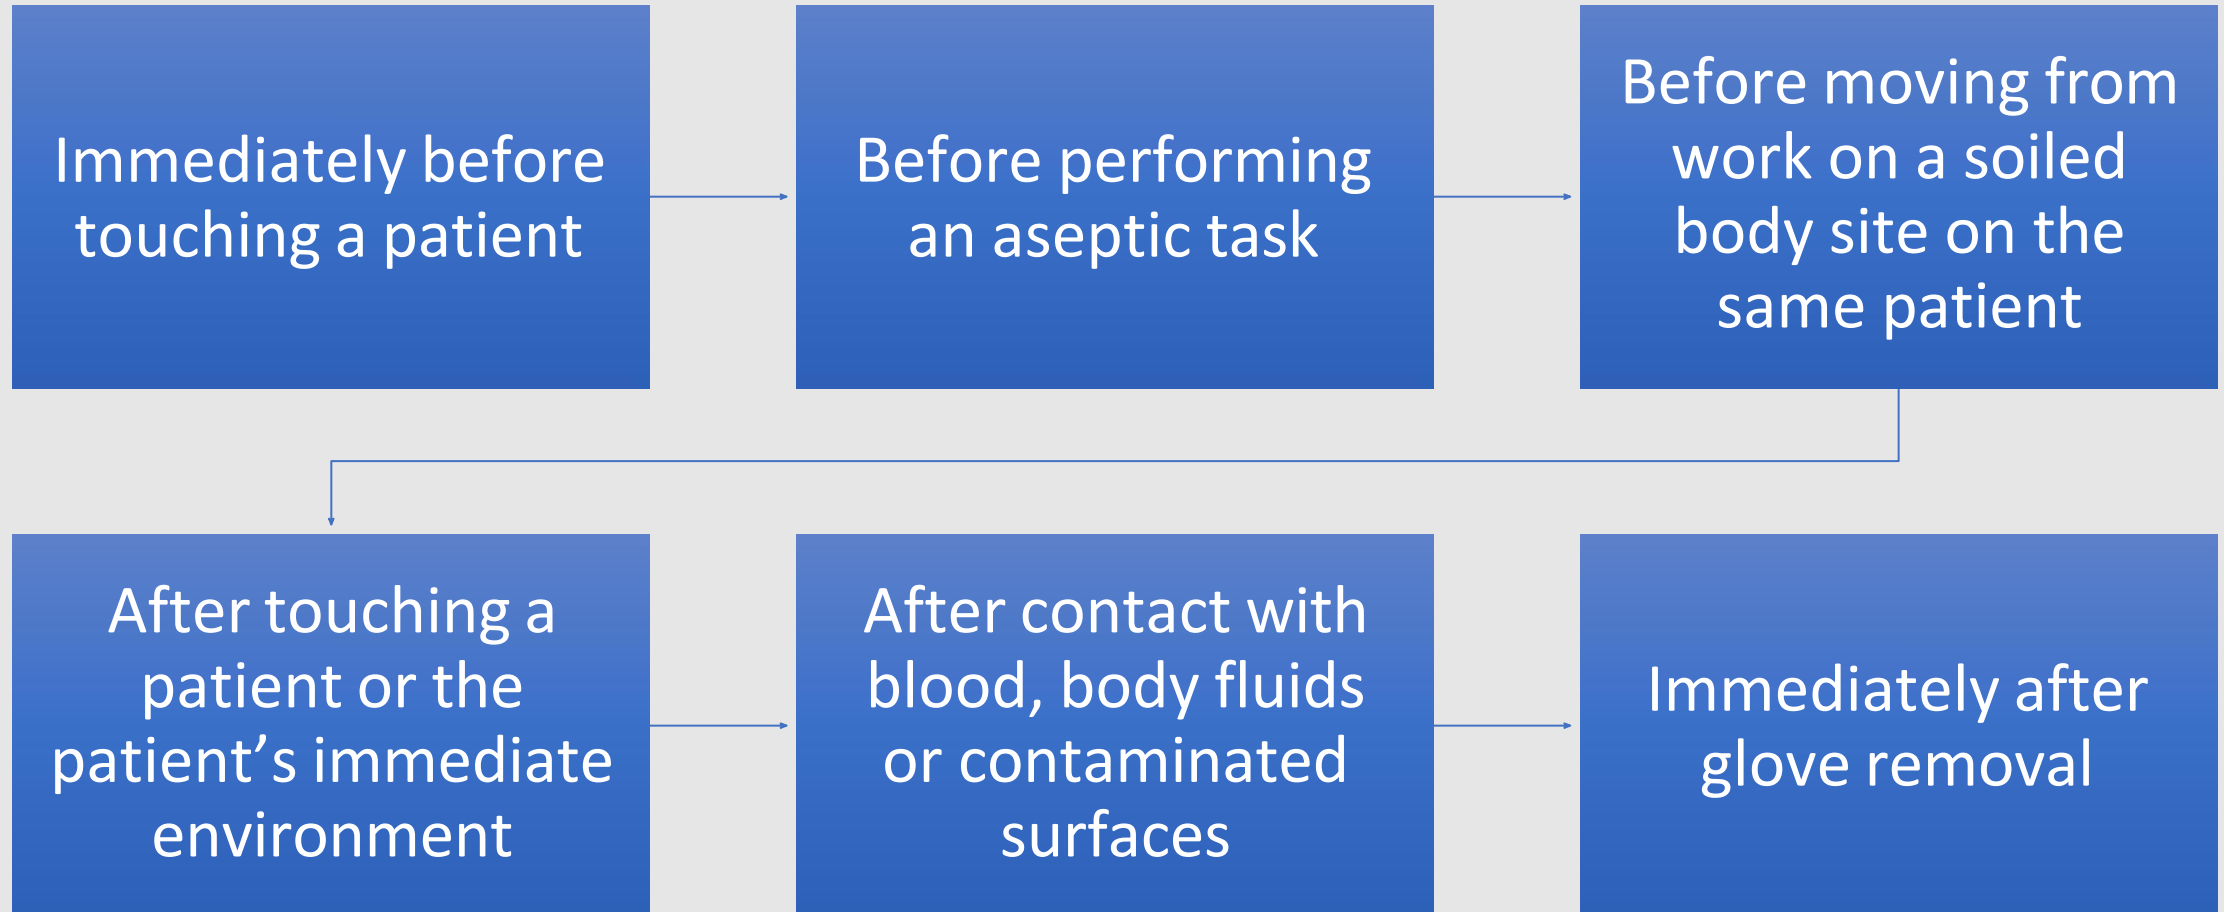 Immediately before
touching a patient
Before performing
an aseptic task
Before moving from
work on a soiled
body site on the
same patient
After touching a
patient or the
patient’s immediate
environment
After contact with
blood, body fluids
or contaminated
surfaces
Immediately after
glove removal